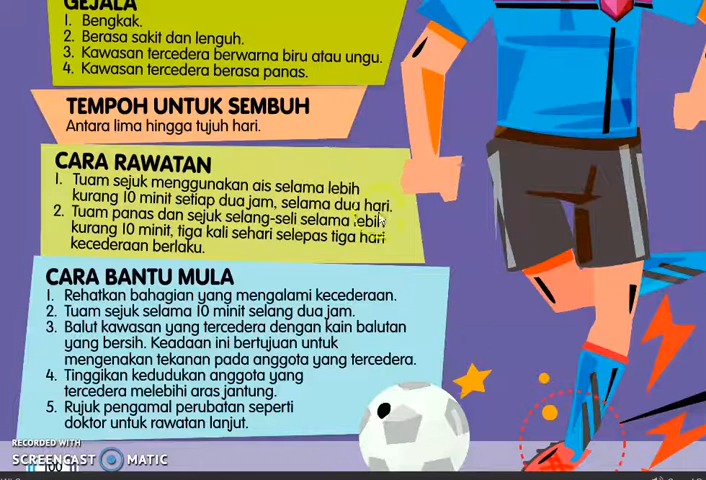 GEJALA
1. Bengkak.
2. Berasa sakit dan lenguh.
3. Kawasan tercedera berwarna biru atau ungu.
4. Kawasan tercedera berasa panas.
TEMPOH UNTUK SEMBUH
Antara lima hingga tujuh hari.
CARA RAWATAN
1. Tuam sejuk menggunakan ais selama lebih
kurang 10 minit setiap dua jam, selama dua hari.
2. Tuam panas dan sejuk selang-seli selama lebih
kurang 10 minit, tiga kali sehari selepas tiga hari
kecederaan berlaku.
CARA BANTU MULA
1. Rehatkan bahagian yang mengalami kecederaan.
2. Tuam sejuk selama 10 minit selang dua jam.
3. Balut kawasan yang tercedera dengan kain balutan
yang bersih. Keadaan ini bertujuan untuk
mengenakan tekanan pada anggota yang tercedera.
4. Tinggikan kedudukan anggota yang
tercedera melebihi aras jantung.
5. Rujuk pengamal perubatan seperti
doktor untuk rawatan lanjut.
RECORDED WITH
SCREENCAST MATIC